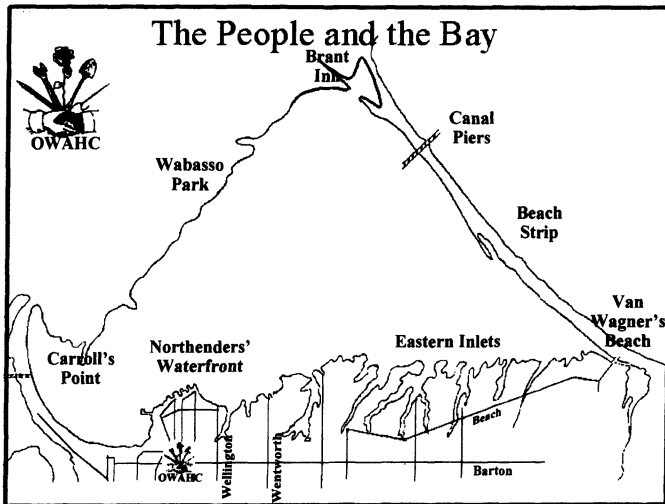 The People and the Bay
Brant
Inn
OWAHC
Canal
Piers
Wabasso
Park
Beach
Strip
Van
Wagner's
Beach
Carroll's
Point
Northenders'
Waterfront
Eastern Inlets
Beach
Wellington
Wentworth
Barton
OWAHC